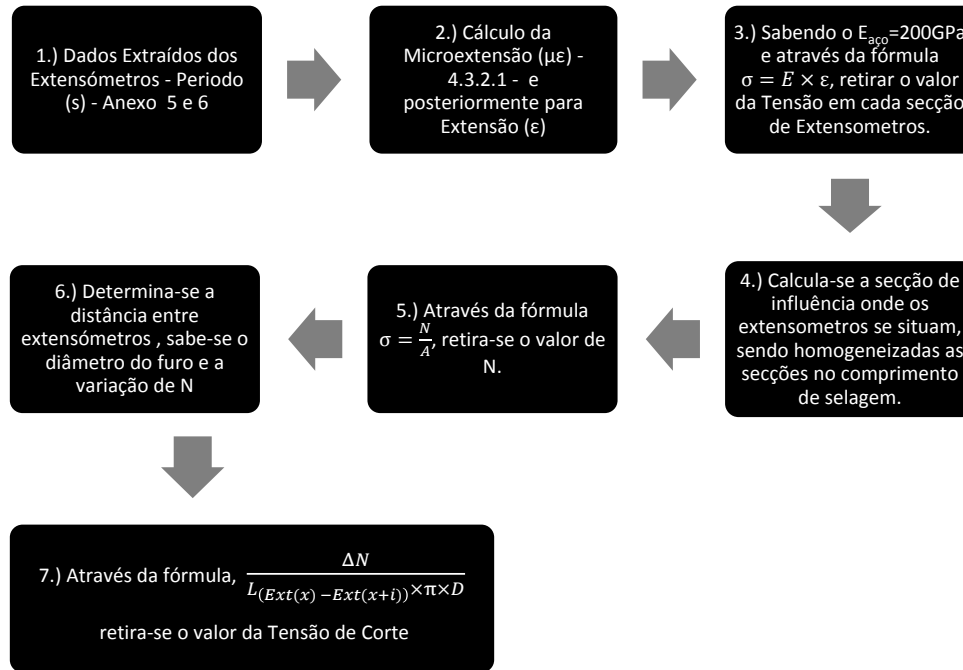 1.) Dados Extraídos dos
Extensómetros - Periodo
(s) - Anexo 5 e 6
2.) Cálculo da
Microextensão (με) -
4.3.2.1 - e
posteriormente para
Extensão (ε)
3.) Sabendo o E_aço=200GPa
e através da fórmula
σ = E × ε, retirar o valor
da Tensão em cada secção
de Extensometros.
4.) Calcula-se a secção de
influência onde os
extensometros se situam,
sendo homogeneizadas as
secções no comprimento
de selagem.
5.) Através da fórmula
σ = N/A, retira-se o valor de
N.
6.) Determina-se a
distância entre
extensómetros , sabe-se o
diâmetro do furo e a
variação de N
7.) Através da fórmula, ΔN / L_(Ext(x) −Ext(x+i)) ×π×D
retira-se o valor da Tensão de Corte